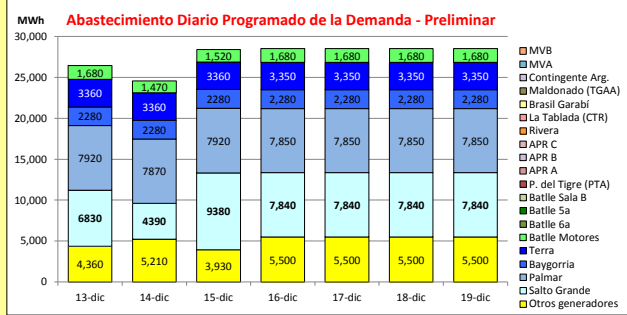 MWh
Abastecimiento Diario Programado de la Demanda - Preliminar
30,000
25,000
20,000
15,000
10,000
5,000
0
1,680
3360
2280
7920
6830
4,360
1,470
3360
2280
7870
4390
5,210
1,520
3360
2280
7920
9380
3,930
1,680
3,350
2,280
7,850
7,840
5,500
1,680
3,350
2,280
7,850
7,840
5,500
1,680
3,350
2,280
7,850
7,840
5,500
1,680
3,350
2,280
7,850
7,840
5,500
13-dic
14-dic
15-dic
16-dic
17-dic
18-dic
19-dic
MVB
MVA
Contingente Arg.
Maldonado (TGAA)
Brasil Garabí
La Tablada (CTR)
Rivera
APR C
APR B
APR A
P. del Tigre (PTA)
Batlle Sala B
Batlle 5a
Batlle 6a
Batlle Motores
Terra
Baygorria
Palmar
Salto Grande
Otros generadores